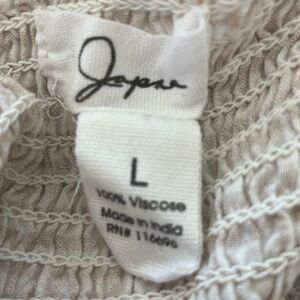 Japna
L
100% Viscose
Made in India
RN# 116696